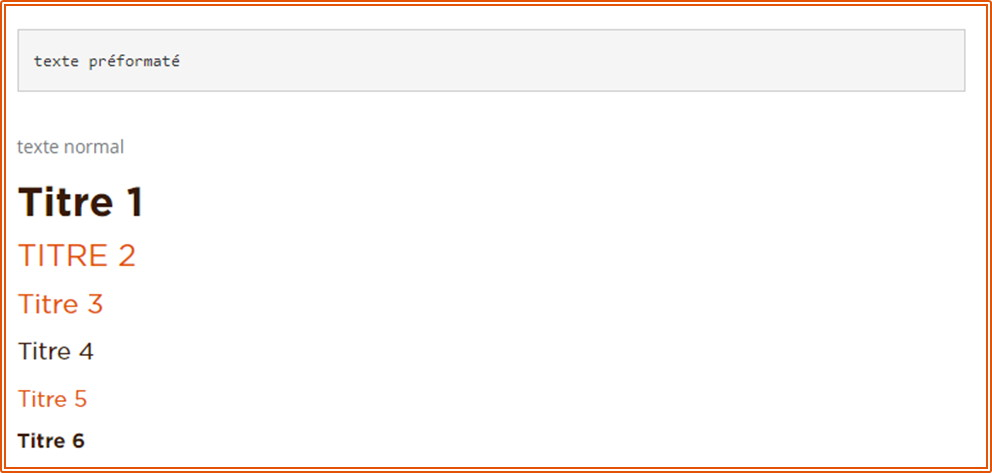 texte préformaté
texte normal
Titre 1
TITRE 2
Titre 3
Titre 4
Titre 5
Titre 6